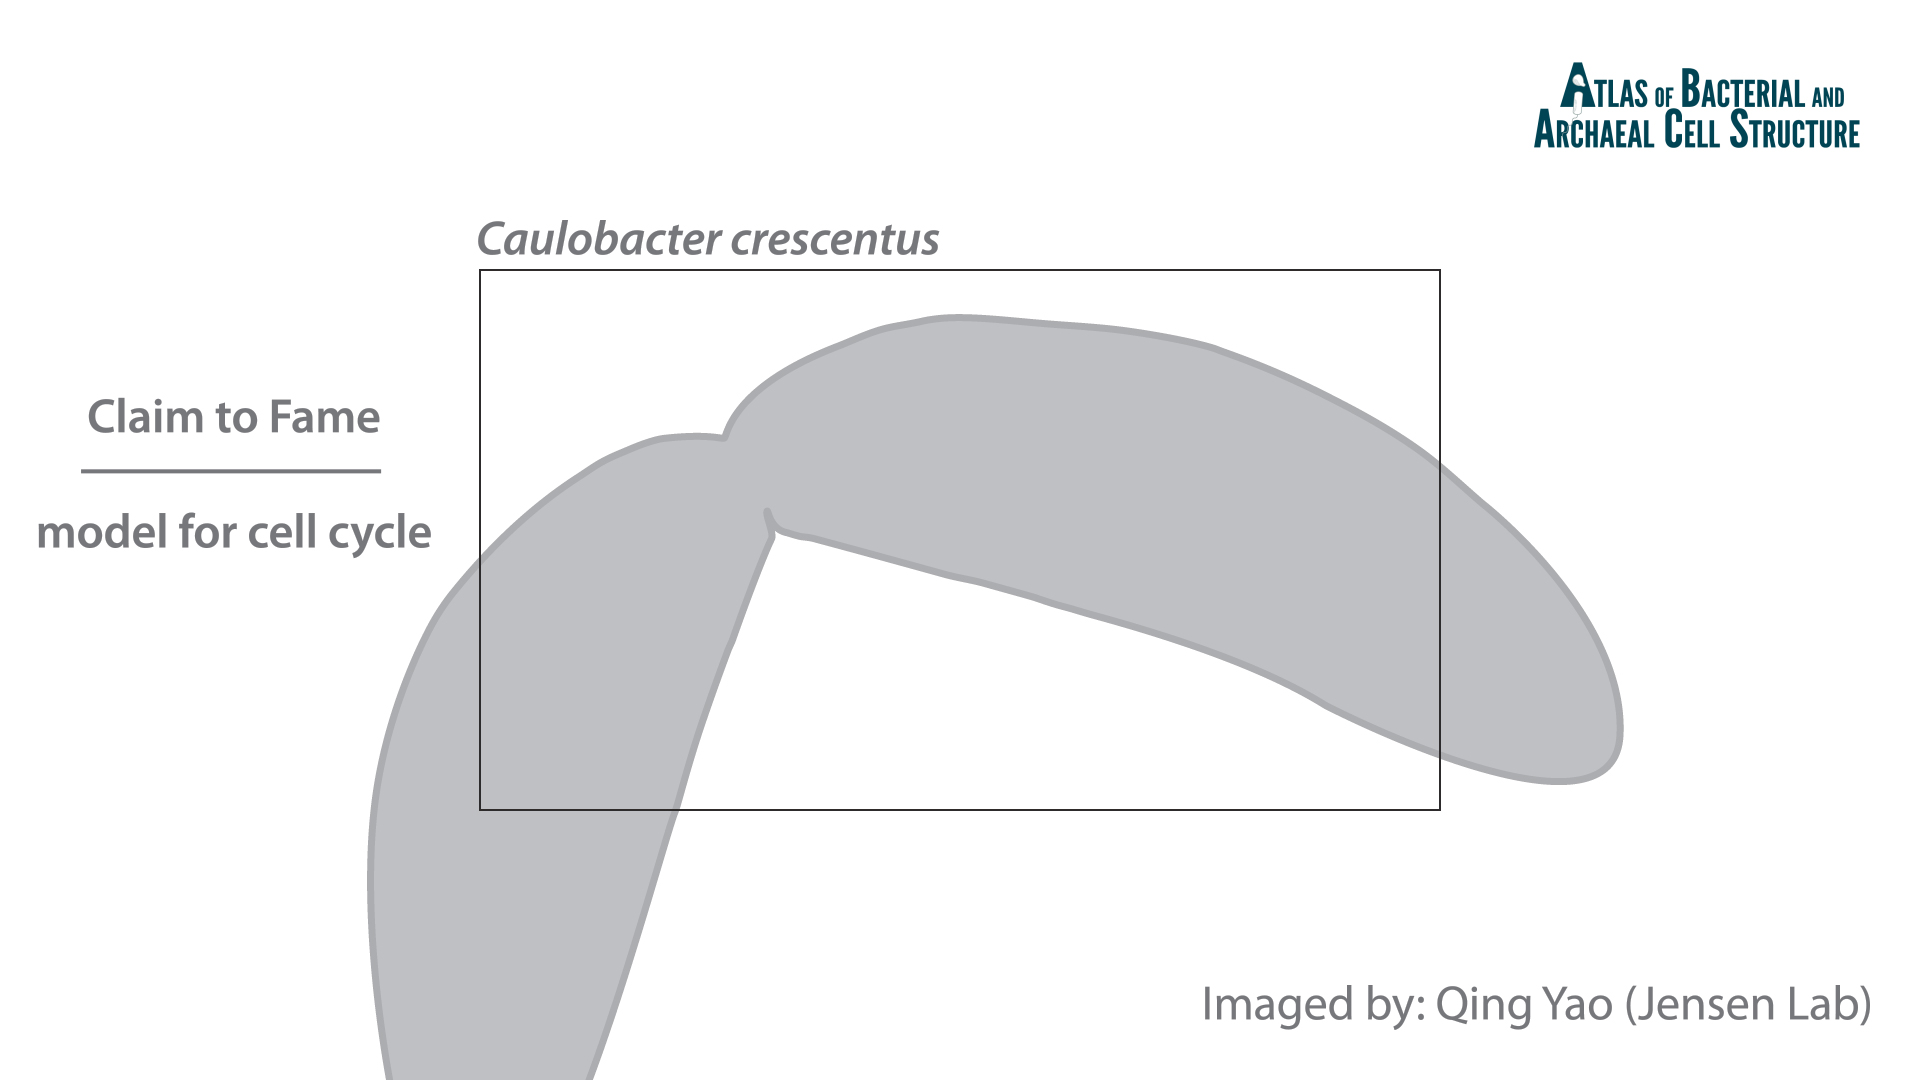 Atlas of Bacterial and
Archaeal Cell Structure
Caulobacter crescentus
Claim to Fame
model for cell cycle
Imaged by: Qing Yao (Jensen Lab)